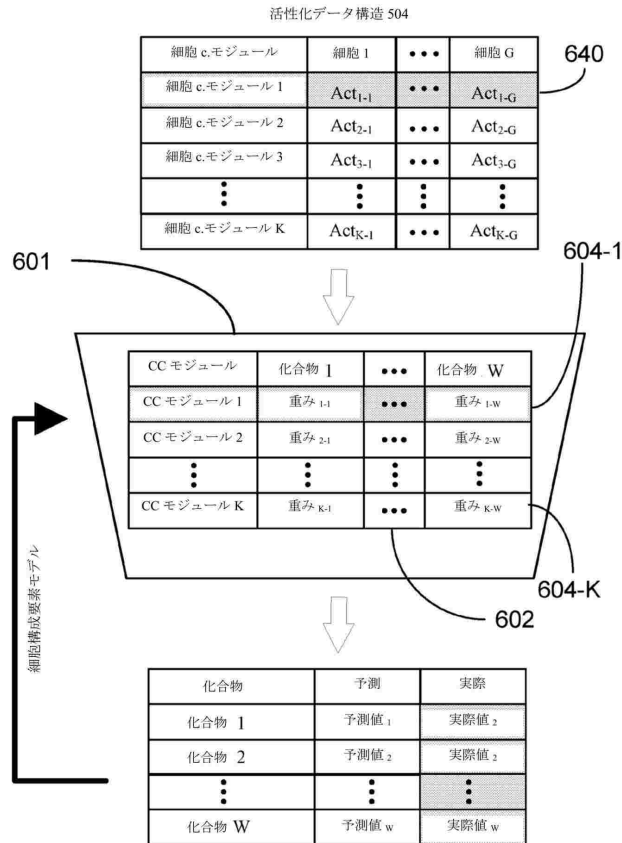 活性化データ構造 504
細胞 c.モジュール 細胞 1 ••• 細胞 G
細胞 c.モジュール 1 Act1-1 ••• Act1-G
640
細胞 c.モジュール 2 Act2-1 ••• Act2-G
細胞 c.モジュール 3 Act3-1 ••• Act3-G
細胞 c.モジュール K ActK-1 ••• ActK-G
601
604-1
CC モジュール 化合物 1 ••• 化合物 W
CC モジュール 1 重み 1-1 ••• 重み 1-W
CC モジュール 2 重み 2-1 ••• 重み 2-W
CC モジュール K 重み K-1 ••• 重み K-W
604-K
602
細胞構成要素モデル
化合物 予測 実際
化合物 1 予測値 1 実際値 2
化合物 2 予測値 2 実際値 2
化合物 W 予測値 W 実際値 W